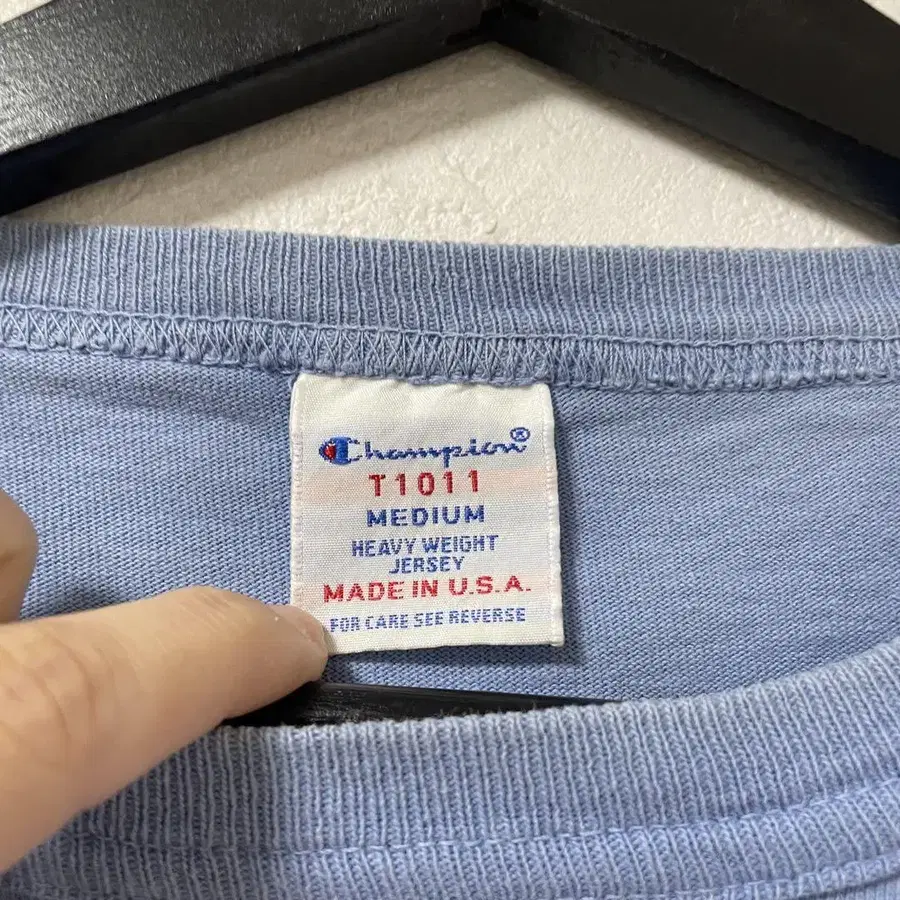 Champion®
T1011
MEDIUM
HEAVY WEIGHT
JERSEY
MADE IN U.S.A.
FOR CARE SEE REVERSE